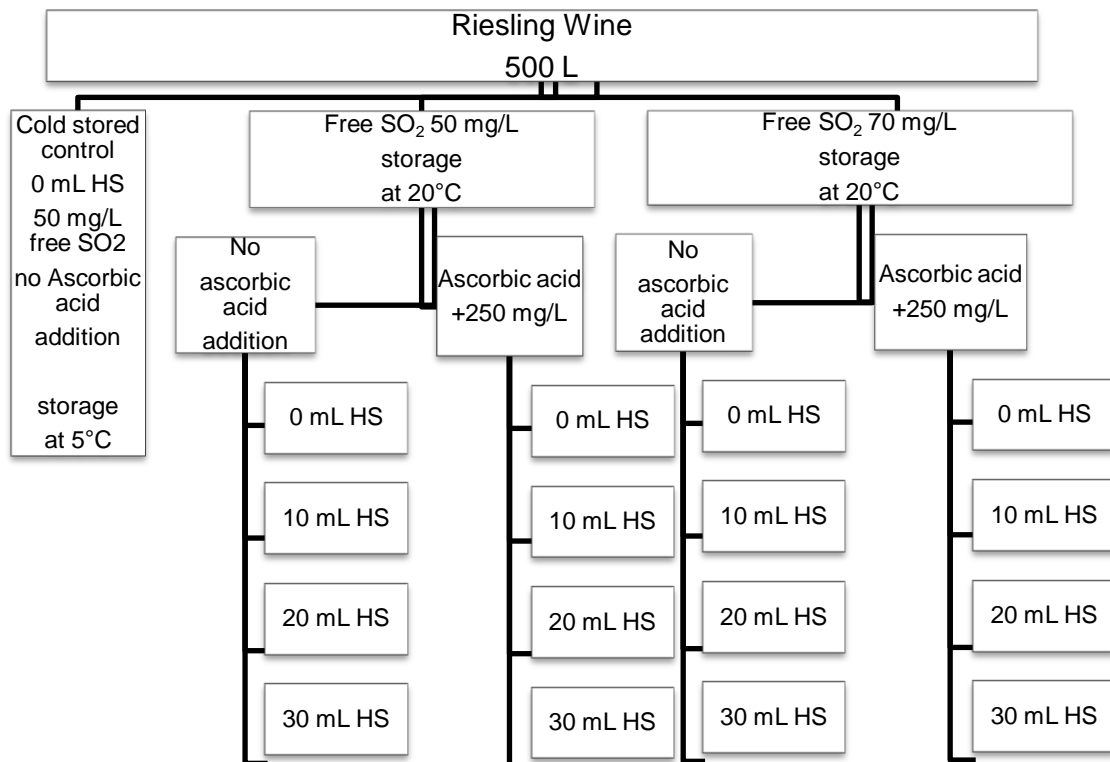 Riesling Wine
500 L
Cold stored
control
0 mL HS
50 mg/L
free SO2
no Ascorbic
acid
addition
storage
at 5°C
Free SO₂ 50 mg/L
storage
at 20°C
No
ascorbic
acid
addition
0 mL HS
10 mL HS
20 mL HS
30 mL HS
Ascorbic acid
+250 mg/L
0 mL HS
10 mL HS
20 mL HS
30 mL HS
Free SO₂ 70 mg/L
storage
at 20°C
No
ascorbic
acid
addition
0 mL HS
10 mL HS
20 mL HS
30 mL HS
Ascorbic acid
+250 mg/L
0 mL HS
10 mL HS
20 mL HS
30 mL HS